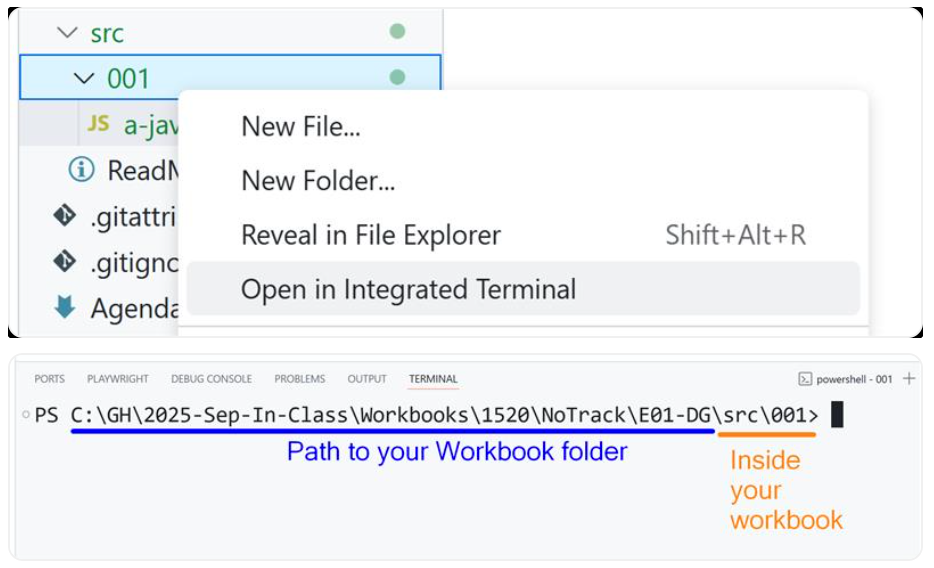 src
001
JS a-jav
New File...
ReadM
New Folder...
.gitattri
Reveal in File Explorer Shift+Alt+R
.gitignc
Open in Integrated Terminal
Agenda
PORTS PLAYWRIGHT DEBUG CONSOLE PROBLEMS OUTPUT TERMINAL powershell - 001
PS C:\GH\2025-Sep-In-Class\Workbooks\1520\NoTrack\E01-DG\src\001>
Path to your Workbook folder
Inside
your
workbook